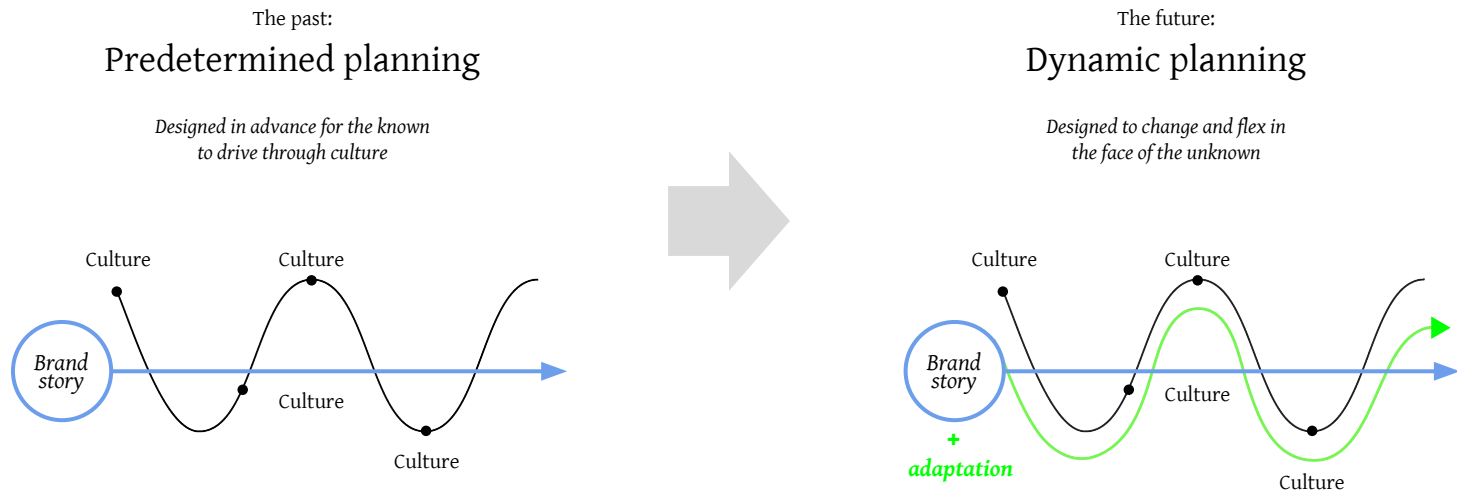 The past:
Predetermined planning
Designed in advance for the known
to drive through culture
Culture
Culture
Brand
story
Culture
Culture
The future:
Dynamic planning
Designed to change and flex in
the face of the unknown
Culture
Culture
Brand
story
Culture
+
adaptation
Culture